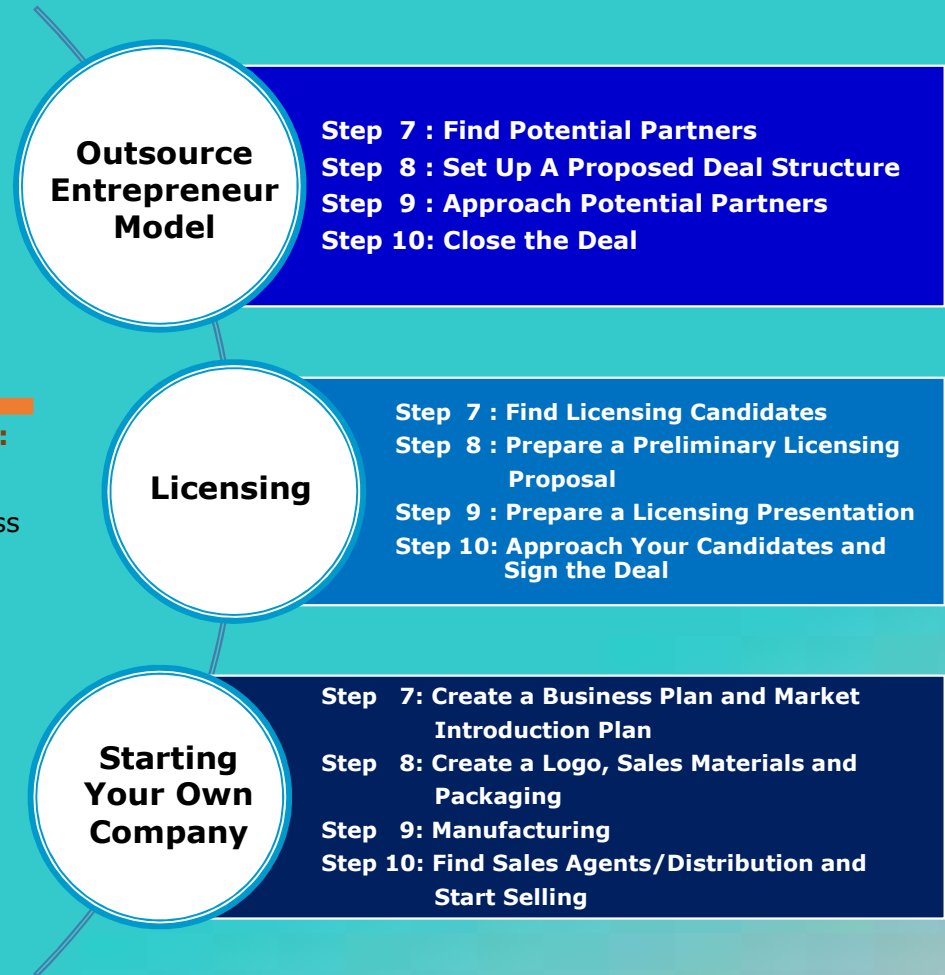 Outsource
Entrepreneur
Model
Step 7 : Find Potential Partners
Step 8 : Set Up A Proposed Deal Structure
Step 9 : Approach Potential Partners
Step 10: Close the Deal
:
Licensing
Step 7 : Find Licensing Candidates
Step 8 : Prepare a Preliminary Licensing
Proposal
Step 9 : Prepare a Licensing Presentation
Step 10: Approach Your Candidates and
Sign the Deal
Starting
Your Own
Company
Step 7: Create a Business Plan and Market
Introduction Plan
Step 8: Create a Logo, Sales Materials and
Packaging
Step 9: Manufacturing
Step 10: Find Sales Agents/Distribution and
Start Selling